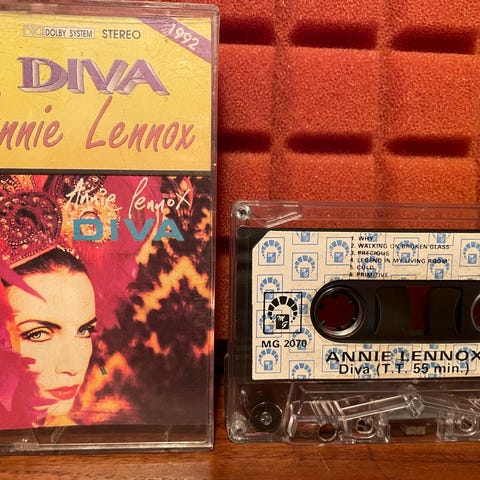 DOLBY SYSTEM STEREO
1992
DIVA
nnie Lennox
annie lennox
DIVA
1. WHY
2. WALKING ON BROKEN GLASS
3. PRECIOUS
4. LEGEND IN MY LIVING ROOM
5. COLD
6. PRIMITIVE
MG
MG 2070
ANNIE LENNOX
Diva (T.T. 55 min.)